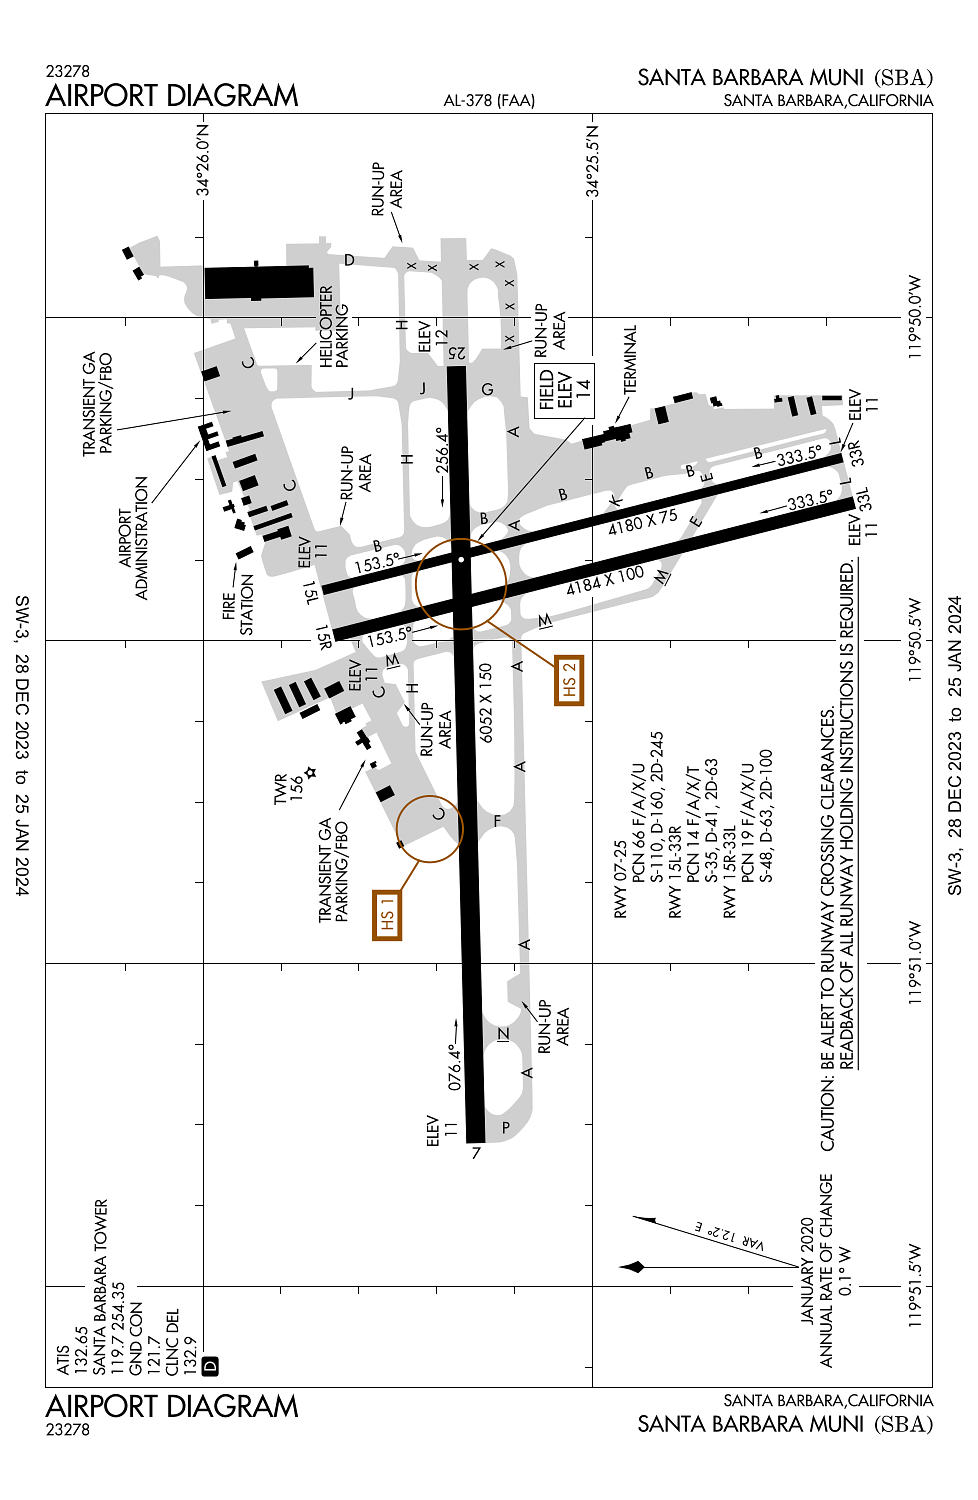 23278
AIRPORT DIAGRAM
AL-378 (FAA)
SANTA BARBARA MUNI (SBA)
SANTA BARBARA, CALIFORNIA
34°26.0'N
34°25.5'N
RUN-UP
AREA
D
X
X
X
X
X
X
X
HELICOPTER
PARKING
H
ELEV
12
25
RUN-UP
AREA
119°50.0'W
TRANSIENT GA
PARKING/FBO
C
J
J
G
FIELD
ELEV
14
TERMINAL
ELEV
11
AIRPORT
ADMINISTRATION
RUN-UP
AREA
H
256.4°
A
B
333.5°
L
33R
C
B
B
E
L
33L
333.5°
B
K
4180 X 75
E
ELEV
11
FIRE
STATION
ELEV
11
15L
B
153.5°
B
A
4184 X 100
M
15R
153.5°
M
HS 2
ELEV
11
C
M
H
A
119°50.5'W
RUN-UP
AREA
6052 X 150
TWR
156
A
TRANSIENT GA
PARKING/FBO
C
F
HS 1
RWY 07-25
PCN 66 F/A/X/U
S-110, D-160, 2D-245
RWY 15L-33R
PCN 14 F/A/X/T
S-35, D-41, 2D-63
RWY 15R-33L
PCN 19 F/A/X/U
S-48, D-63, 2D-100
A
119°51.0'W
RUN-UP
AREA
N
076.4°
A
ELEV
11
P
7
CAUTION: BE ALERT TO RUNWAY CROSSING CLEARANCES.
READBACK OF ALL RUNWAY HOLDING INSTRUCTIONS IS REQUIRED.
VAR 12.2° E
JANUARY 2020
ANNUAL RATE OF CHANGE
0.1° W
119°51.5'W
ATIS
132.65
SANTA BARBARA TOWER
119.7 254.35
GND CON
121.7
CLNC DEL
132.9
D
SW-3, 28 DEC 2023 to 25 JAN 2024
SW-3, 28 DEC 2023 to 25 JAN 2024
AIRPORT DIAGRAM
23278
SANTA BARBARA, CALIFORNIA
SANTA BARBARA MUNI (SBA)